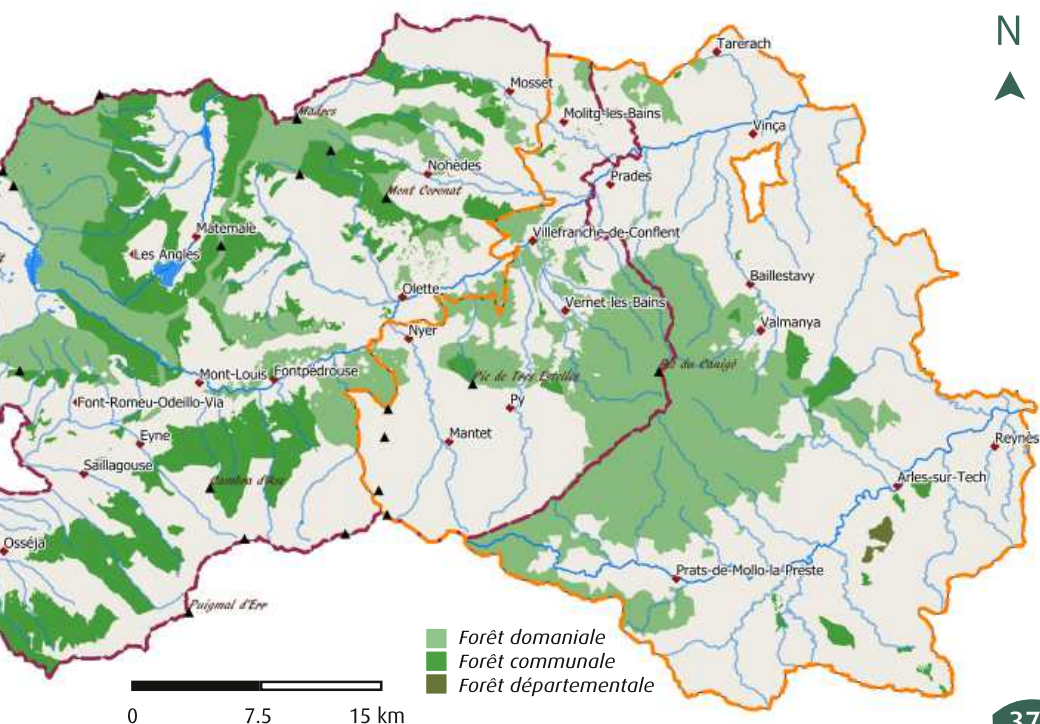 N
Tarerach
Mosset
Madres
Molitg-les-Bains
Vinça
Nohèdes
Prades
Mont Coronat
Matemale
Villefranche-de-Conflent
Les Angles
Baillestavy
Olette
Vernet-les-Bains
Valmanya
Nyer
Pic du Canigó
Mont-Louis
Fontpédrouse
Pic de Tres Estelles
Font-Romeu-Odeillo-Via
Py
Eyne
Mantet
Reynès
Saillagouse
Cambra d'Ase
Arles-sur-Tech
Osséja
Prats-de-Mollo-la-Preste
Puigmal d'Err
Forêt domaniale
Forêt communale
Forêt départementale
0 7.5 15 km
37